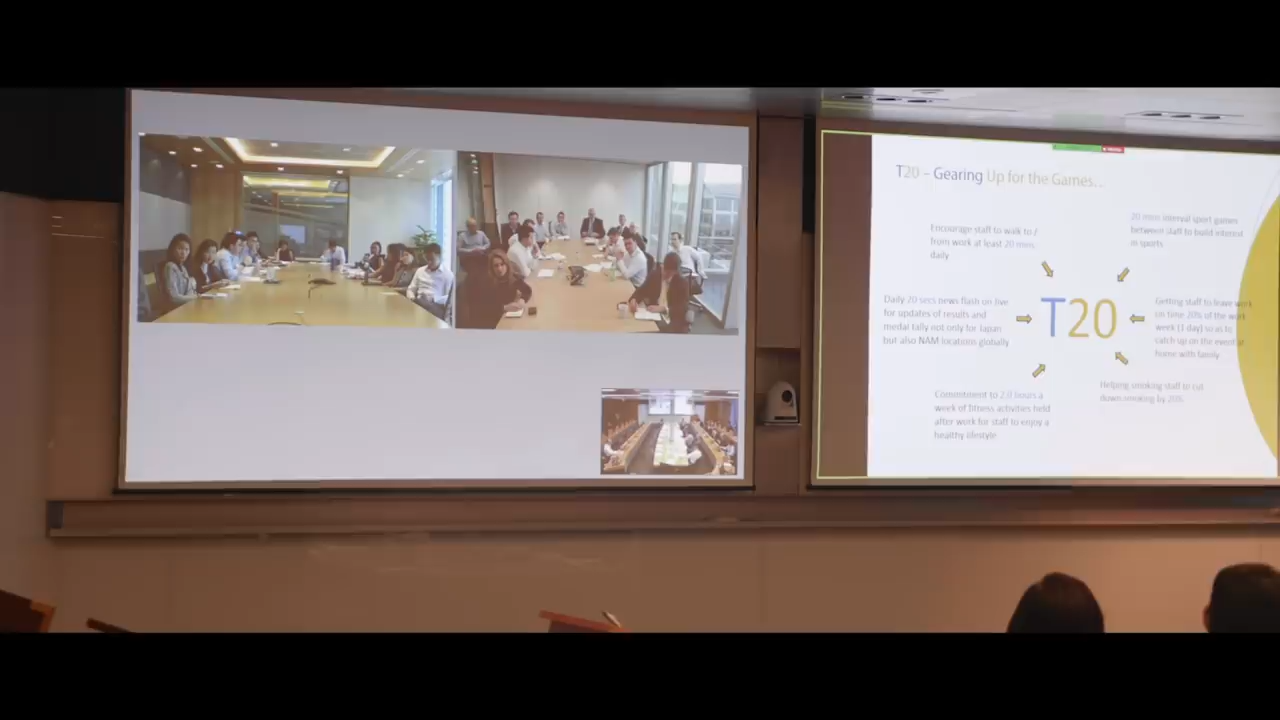 T20 – Gearing Up for the Games...
Encourage staff to walk to /
from work at least 20 mins
daily
20 mins interval sport games
between staff to build interest
in sports
Daily 20 secs news flash on live
for updates of results and
medal tally not only for Japan
but also NAM locations globally
T20
Getting staff to leave work
on time 20% of the work
week (1 day) so as to
catch up on the event at
home with family
Commitment to 2.0 hours a
week of fitness activities held
after work for staff to enjoy a
healthy lifestyle
Helping smoking staff to cut
down smoking by 20%